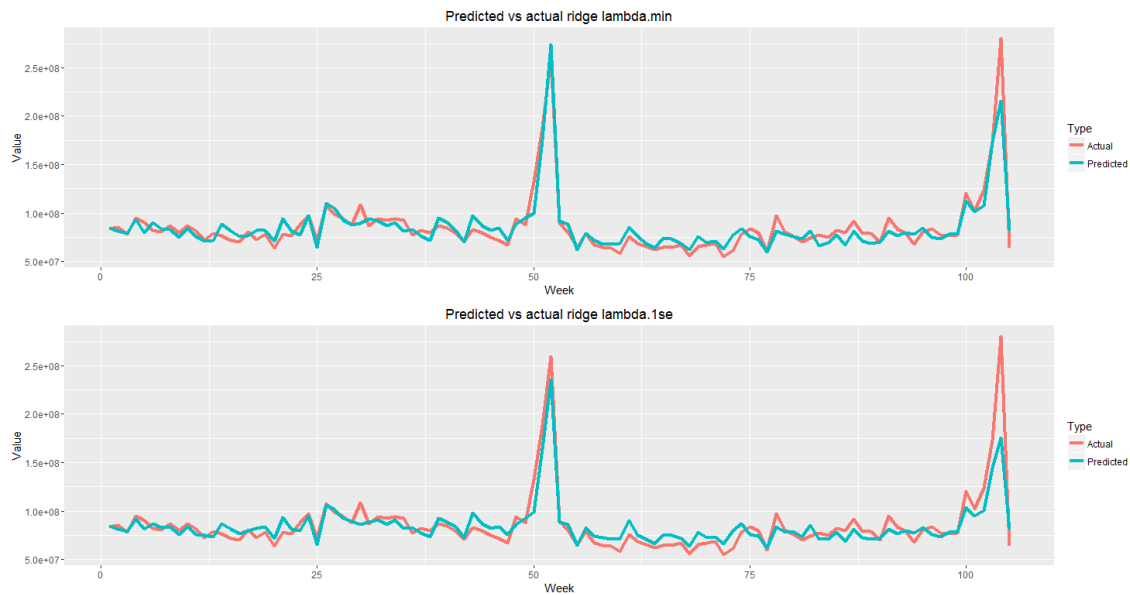 Predicted vs actual ridge lambda.min
Value
2.5e+08
2.0e+08
1.5e+08
1.0e+08
5.0e+07
0 25 50 75 100
Week
Type
Actual
Predicted
Predicted vs actual ridge lambda.1se
Value
2.5e+08
2.0e+08
1.5e+08
1.0e+08
5.0e+07
0 25 50 75 100
Week
Type
Actual
Predicted